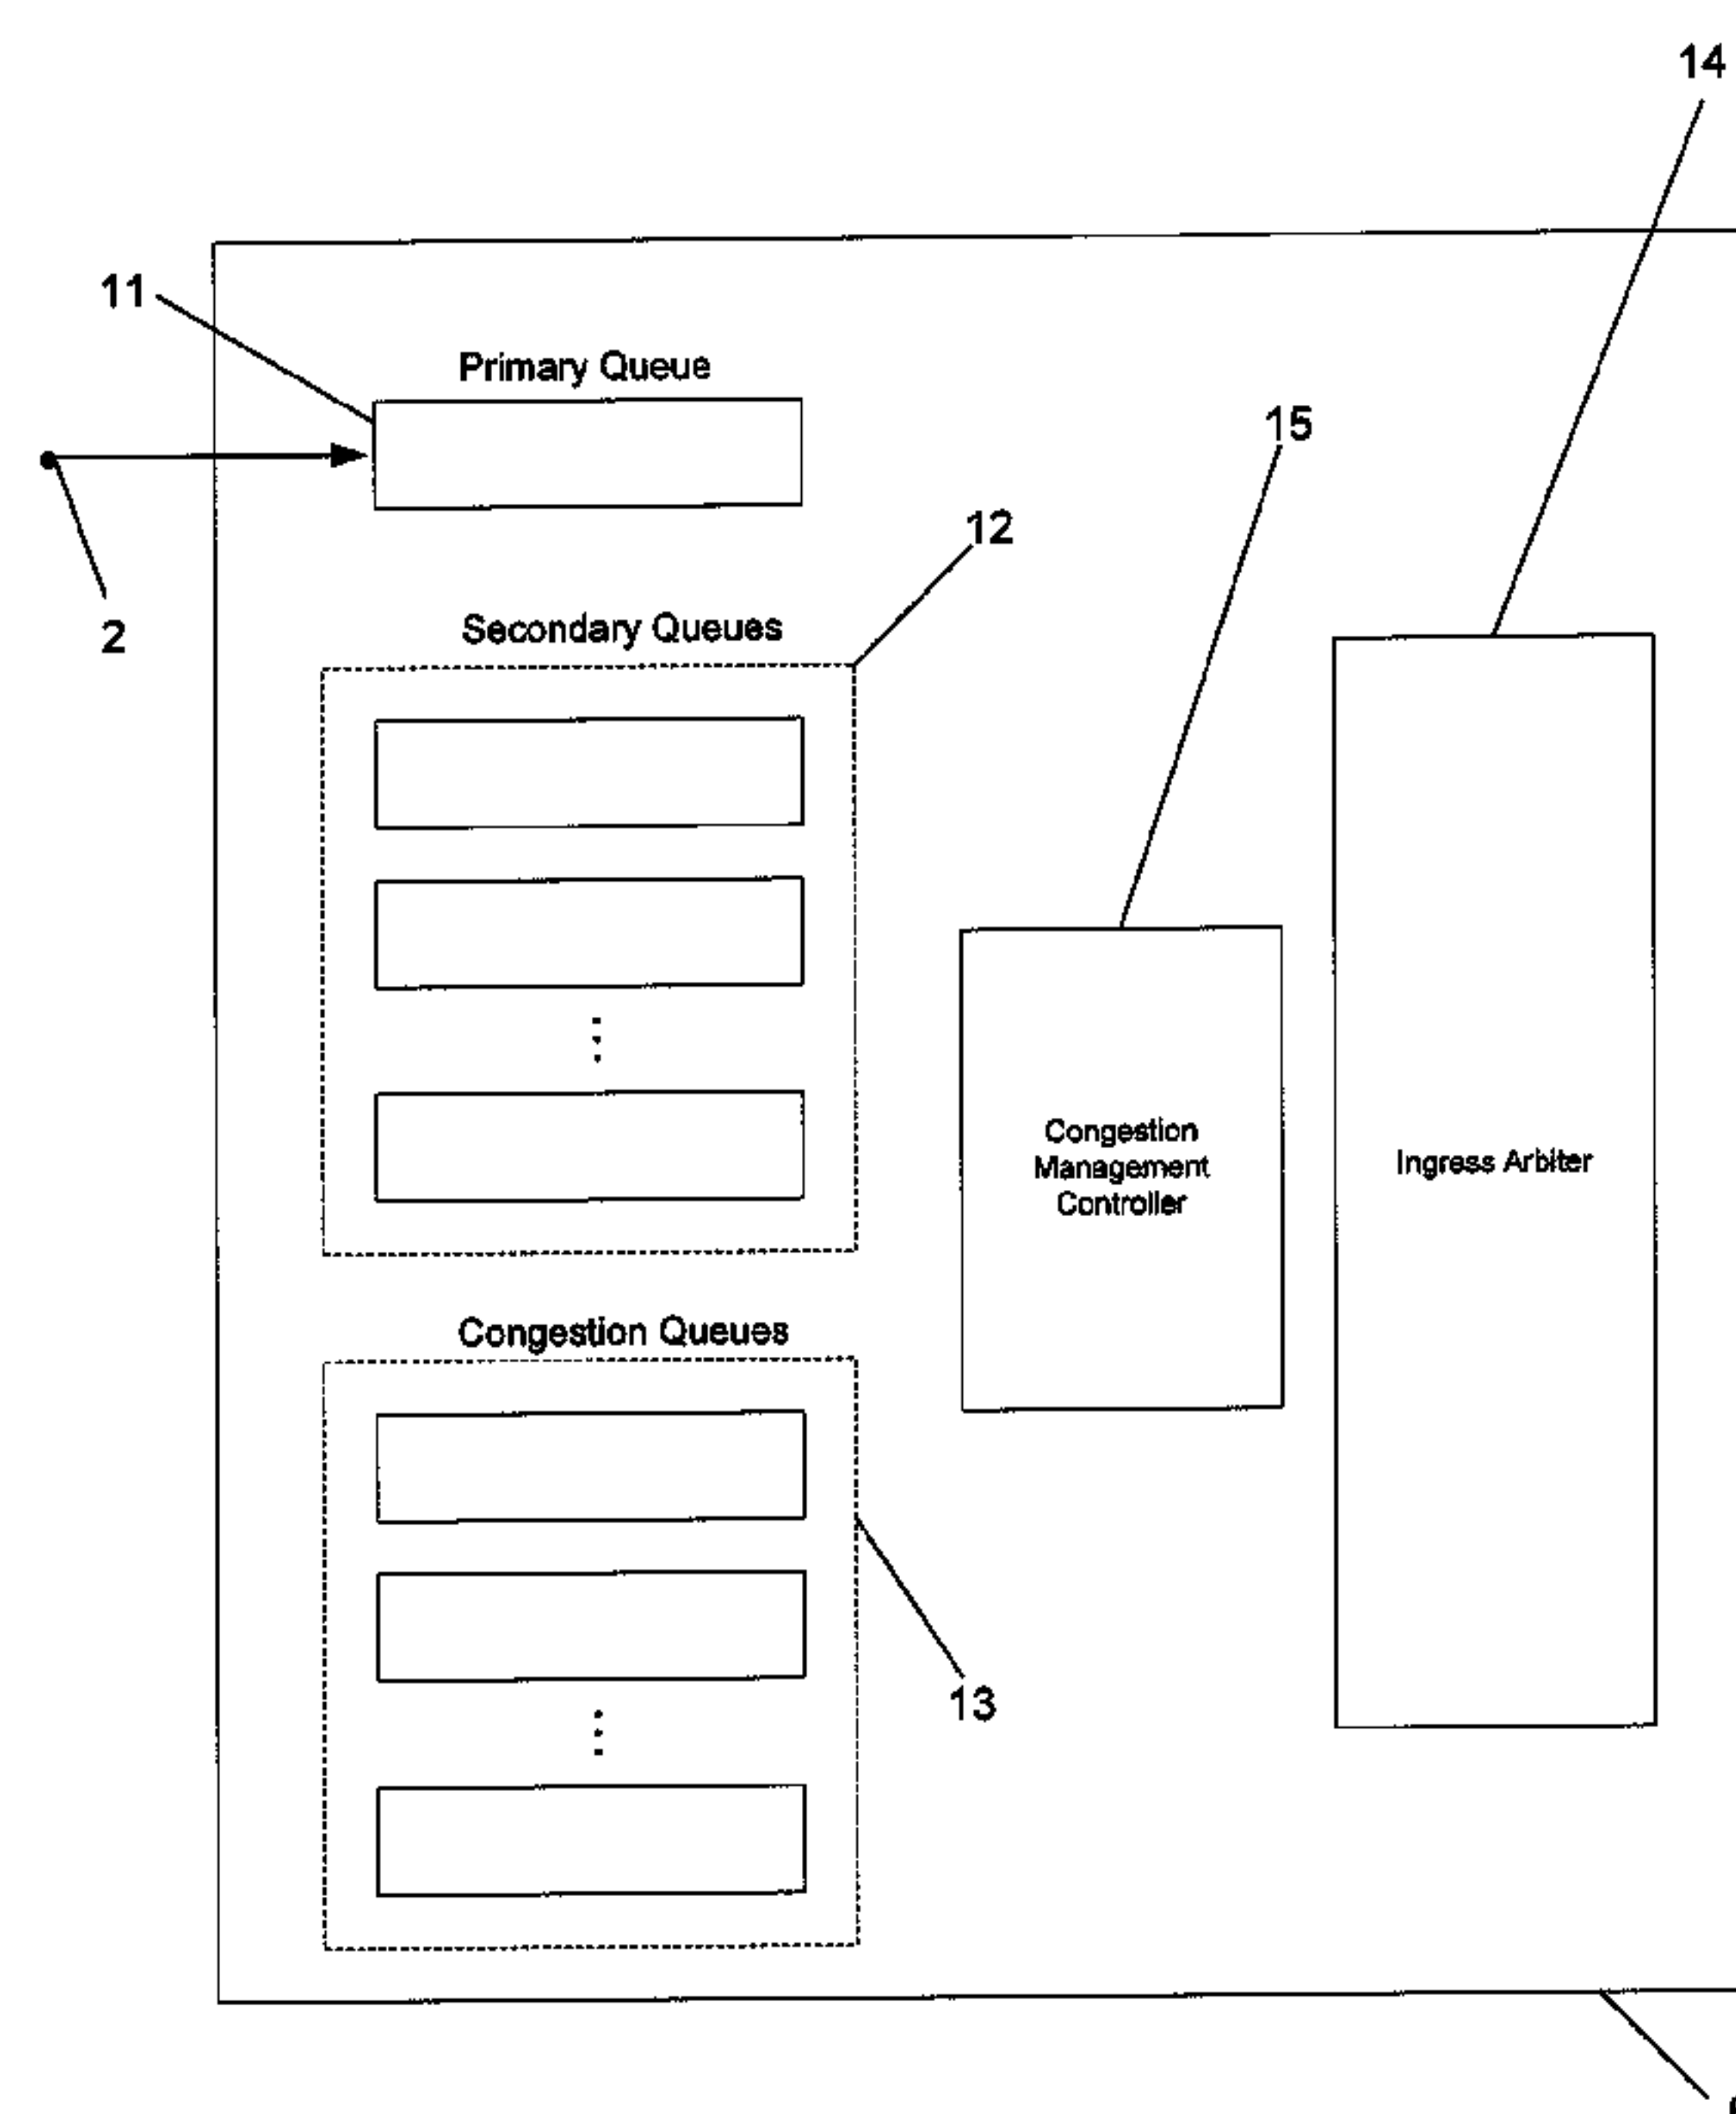 14
11
Primary Queue
15
12
2
Secondary Queues
Congestion
Management
Controller
Ingress Arbiter
Congestion Queues
13